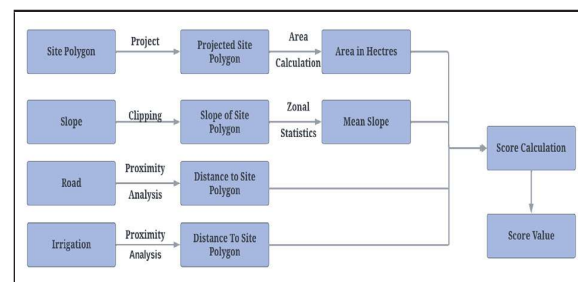 Site Polygon
Project
Projected Site
Polygon
Area
Calculation
Area in Hectres
Slope
Clipping
Slope of Site
Polygon
Zonal
Statistics
Mean Slope
Score Calculation
Road
Proximity
Analysis
Distance to Site
Polygon
Irrigation
Proximity
Analysis
Distance To Site
Polygon
Score Value